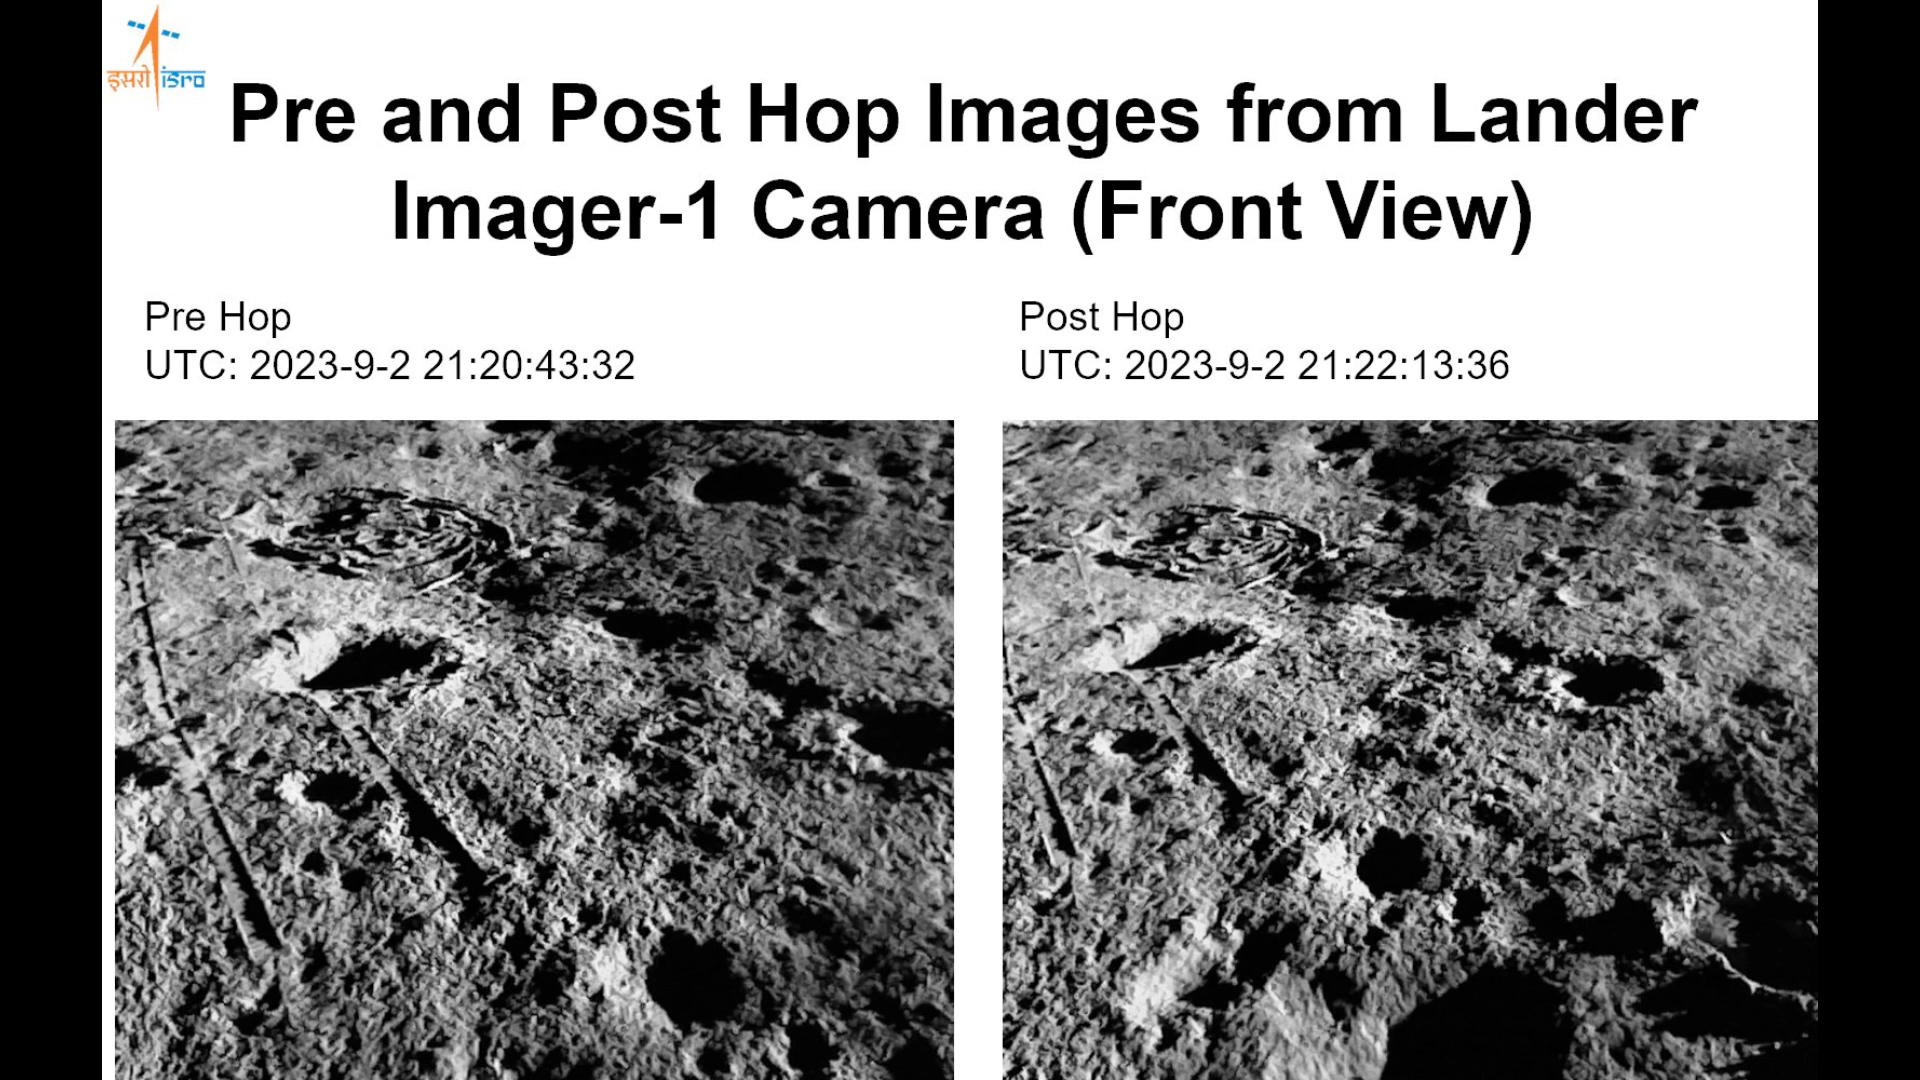 इसरो isro
Pre and Post Hop Images from Lander
Imager-1 Camera (Front View)
Pre Hop
UTC: 2023-9-2 21:20:43:32
Post Hop
UTC: 2023-9-2 21:22:13:36